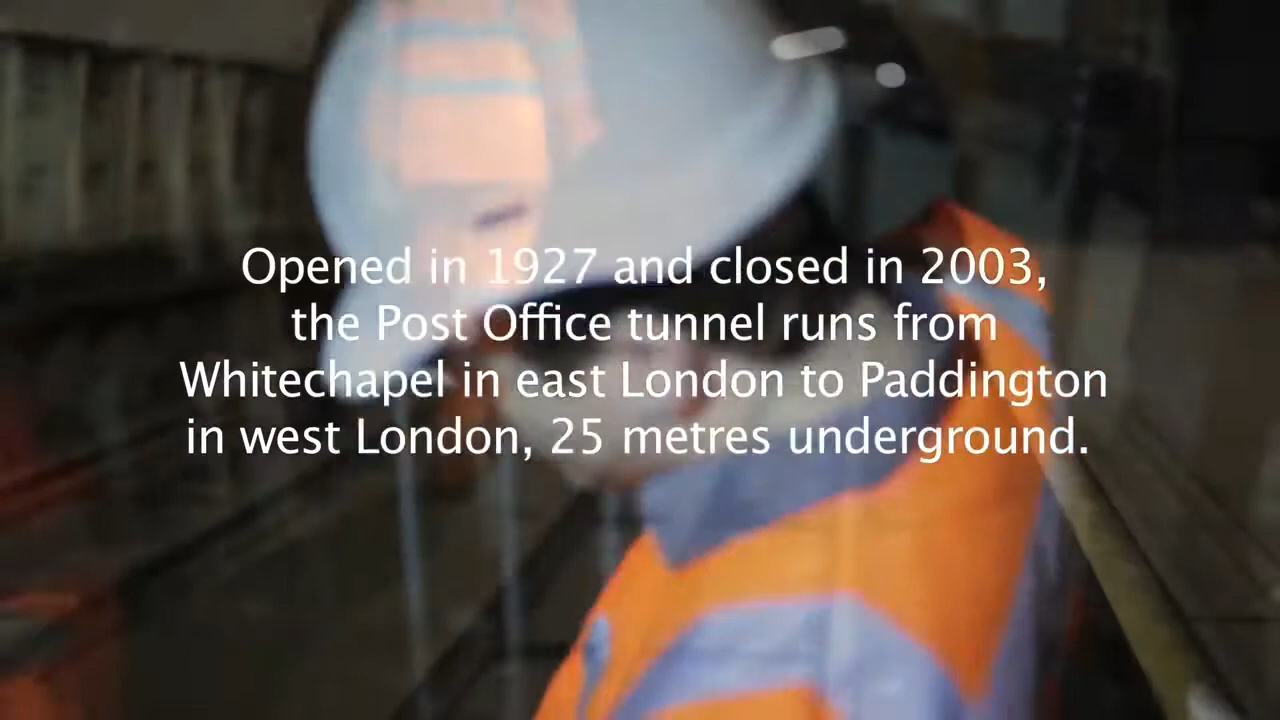 Opened in 1927 and closed in 2003,
the Post Office tunnel runs from
Whitechapel in east London to Paddington
in west London, 25 metres underground.